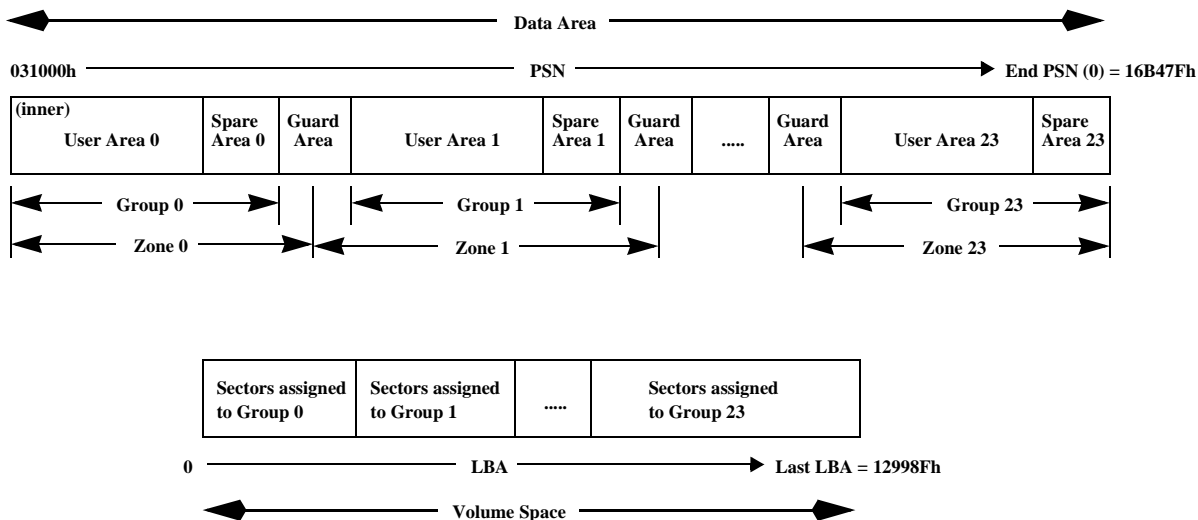 Data Area
031000h PSN End PSN (0) = 16B47Fh
(inner)
User Area 0
Spare
Area 0
Guard
Area
User Area 1
Spare
Area 1
Guard
Area
.....
Guard
Area
User Area 23
Spare
Area 23
Group 0 Group 1 Group 23
Zone 0 Zone 1 Zone 23
Sectors assigned
to Group 0
Sectors assigned
to Group 1
.....
Sectors assigned
to Group 23
0 LBA Last LBA = 12998Fh
Volume Space